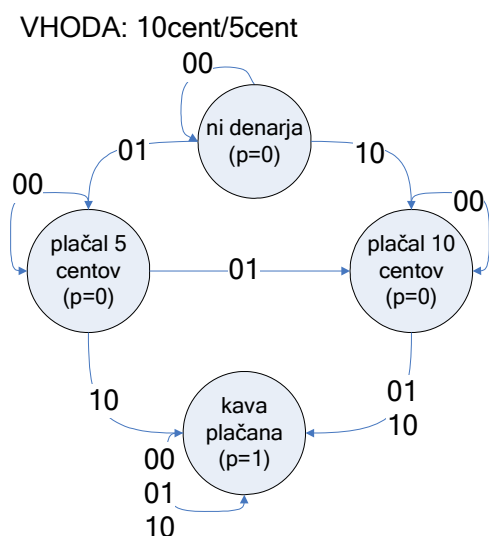 VHODA: 10cent/5cent
00
ni denarja
(p=0)
01
10
00
00
plačal 5
centov
(p=0)
plačal 10
centov
(p=0)
01
10
01
10
kava
plačana
(p=1)
00
01
10